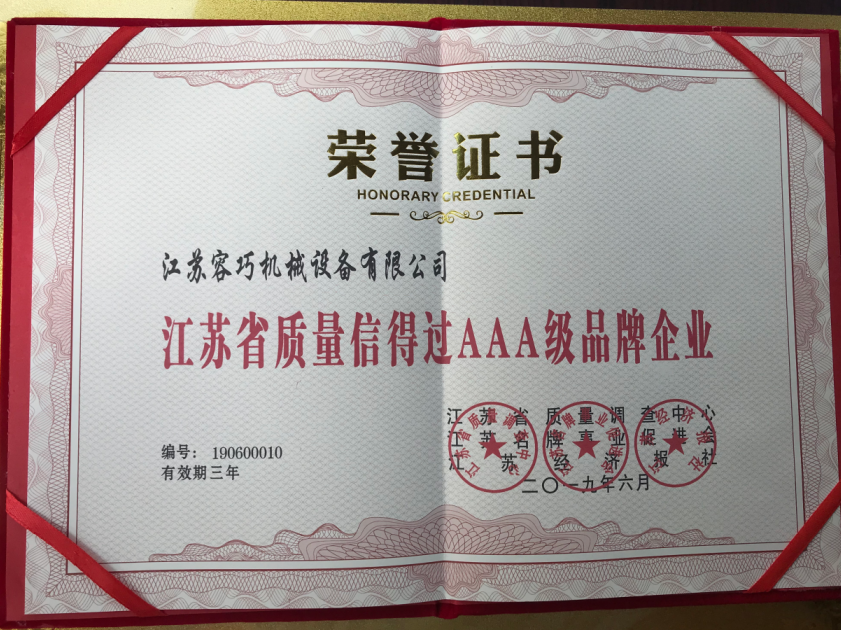 荣誉证书
HONORARY CREDENTIAL
江苏容巧机械设备有限公司
江苏省质量信得过AAA级品牌企业
江苏省质量调查中心
江苏名牌事业促进会
江苏经济报社
二〇一九年六月
编号：190600010
有效期三年